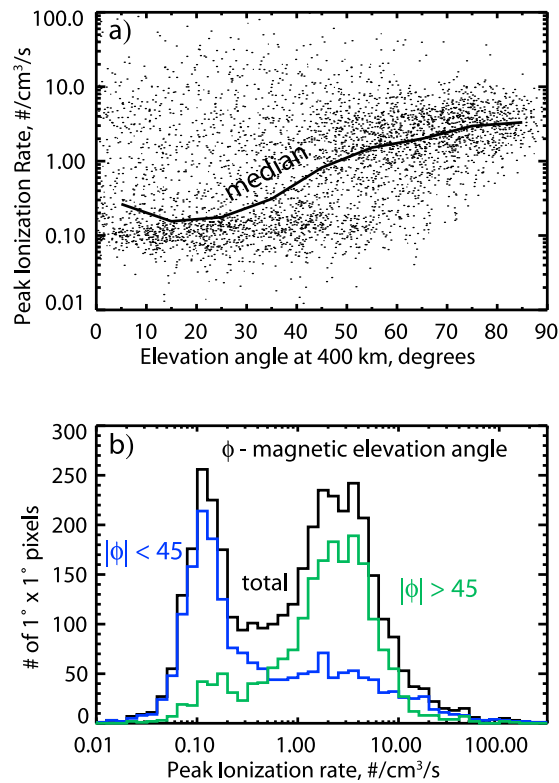 a)
100.0
10.0
1.00
0.10
0.01
Peak Ionization Rate, #/cm³/s
median
0 10 20 30 40 50 60 70 80 90
Elevation angle at 400 km, degrees
b)
ϕ - magnetic elevation angle
300
250
200
150
100
50
0
# of 1° x 1° pixels
|ϕ| < 45
total
|ϕ| > 45
0.01 0.10 1.00 10.00 100.00
Peak Ionization rate, #/cm³/s